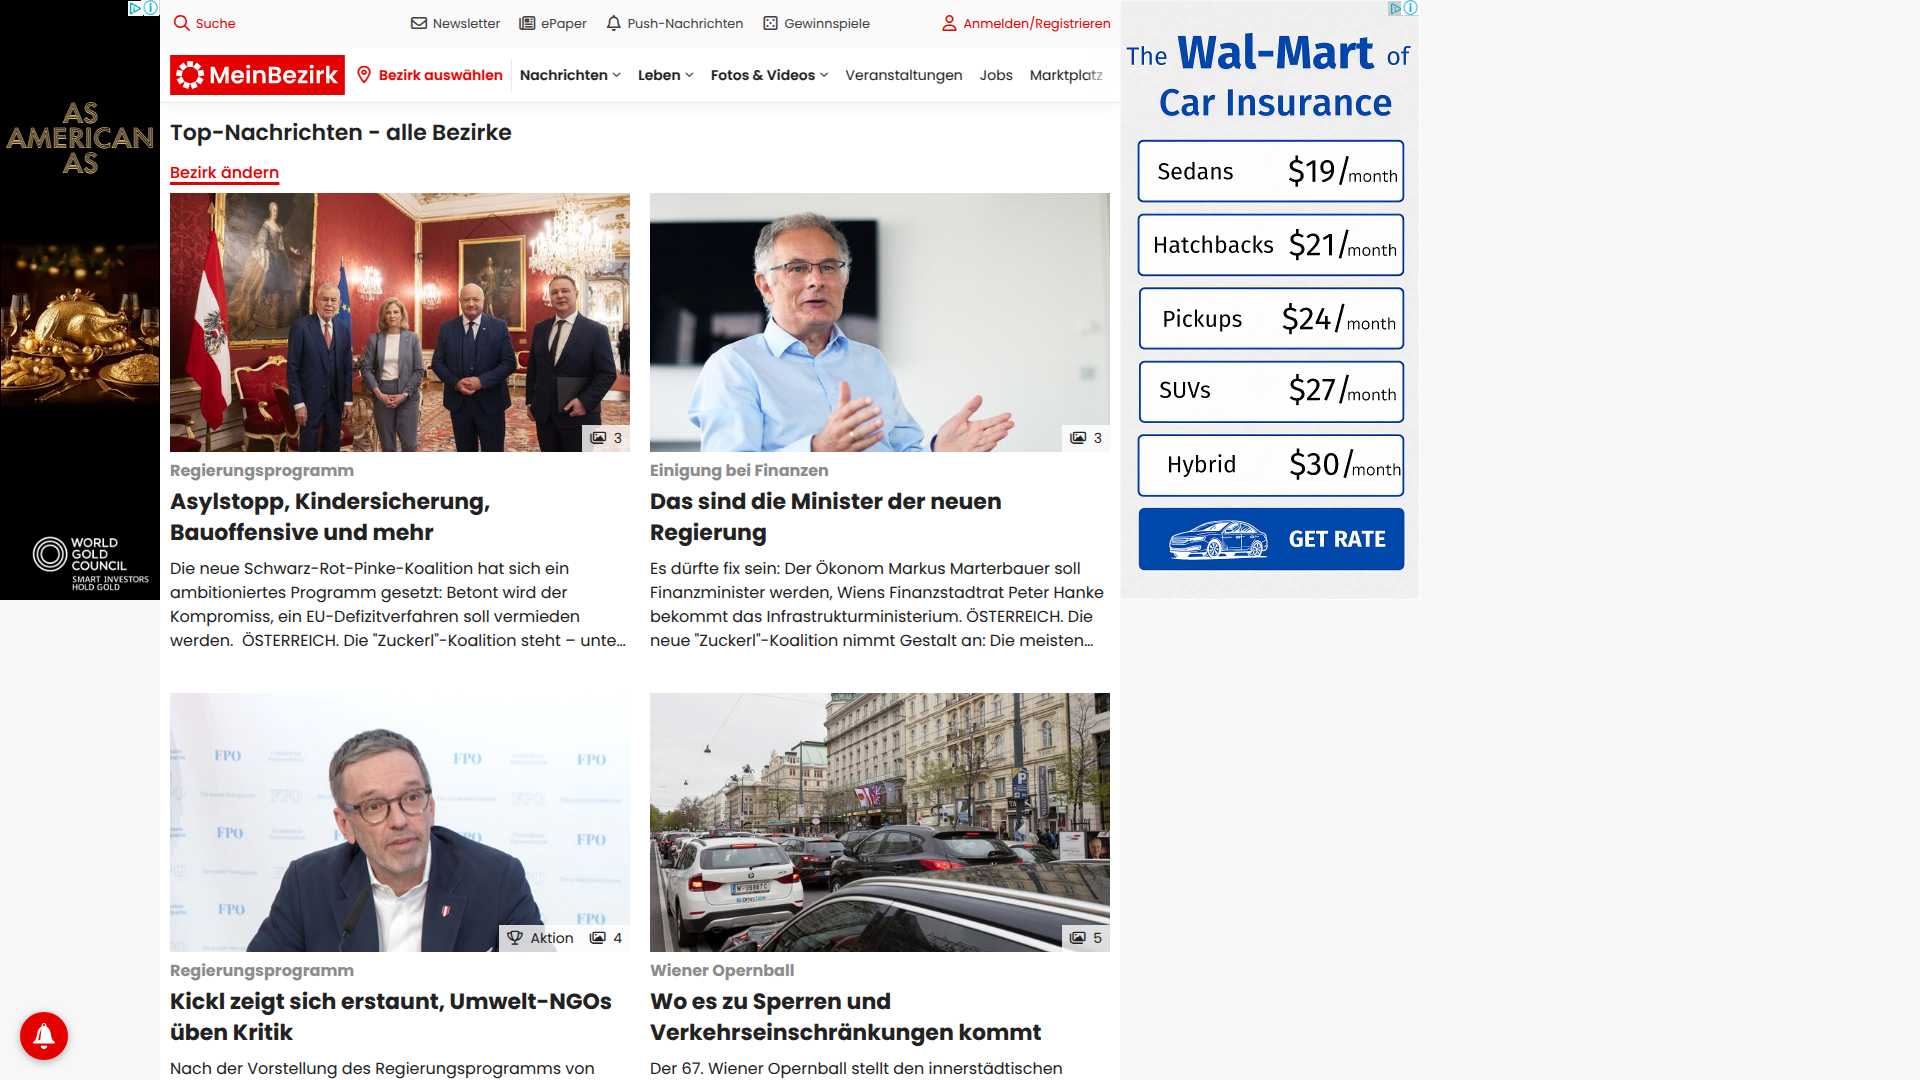 Suche
Newsletter
ePaper
Push-Nachrichten
Gewinnspiele
Anmelden/Registrieren
MeinBezirk
Bezirk auswählen
Nachrichten
Leben
Fotos & Videos
Veranstaltungen
Jobs
Marktplatz
Top-Nachrichten - alle Bezirke
Bezirk ändern
3
Regierungsprogramm
Asylstopp, Kindersicherung,
Bauoffensive und mehr
Die neue Schwarz-Rot-Pinke-Koalition hat sich ein
ambitioniertes Programm gesetzt: Betont wird der
Kompromiss, ein EU-Defizitverfahren soll vermieden
werden. ÖSTERREICH. Die "Zuckerl"-Koalition steht – unte...
3
Einigung bei Finanzen
Das sind die Minister der neuen
Regierung
Es dürfte fix sein: Der Ökonom Markus Marterbauer soll
Finanzminister werden, Wiens Finanzstadtrat Peter Hanke
bekommt das Infrastrukturministerium. ÖSTERREICH. Die
neue "Zuckerl"-Koalition nimmt Gestalt an: Die meisten...
FPO
FPO
FPO
FPO
FPO
FPO
FPO
Aktion
4
Regierungsprogramm
Kickl zeigt sich erstaunt, Umwelt-NGOs
üben Kritik
Nach der Vorstellung des Regierungsprogramms von
5
Wiener Opernball
Wo es zu Sperren und
Verkehrseinschränkungen kommt
Der 67. Wiener Opernball stellt den innerstädtischen
AS
AMERICAN
AS
WORLD
GOLD
COUNCIL
SMART INVESTORS
HOLD GOLD
The Wal-Mart of
Car Insurance
Sedans $19/month
Hatchbacks $21/month
Pickups $24/month
SUVs $27/month
Hybrid $30/month
GET RATE